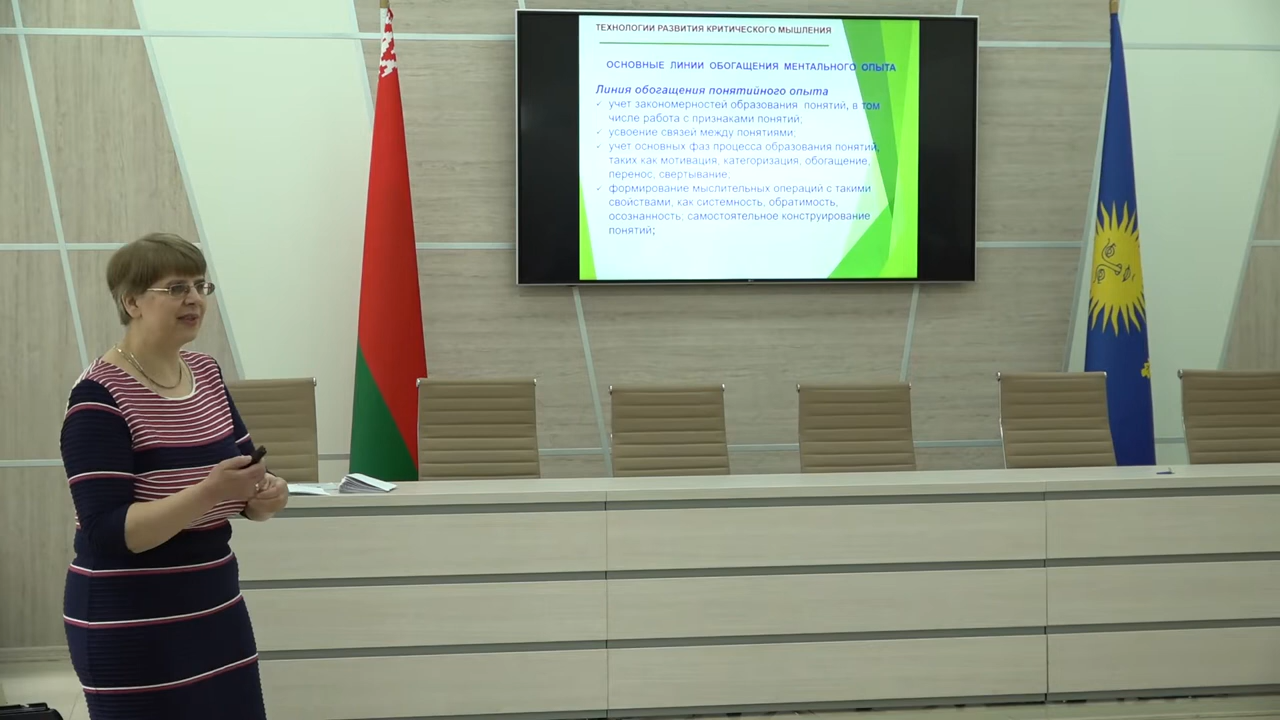 ТЕХНОЛОГИИ РАЗВИТИЯ КРИТИЧЕСКОГО МЫШЛЕНИЯ
ОСНОВНЫЕ ЛИНИИ ОБОГАЩЕНИЯ МЕНТАЛЬНОГО ОПЫТА
Линия обогащения понятийного опыта
учет закономерностей образования понятий, в том
числе работа с признаками понятий;
усвоение связей между понятиями;
учет основных фаз процесса образования понятий,
таких как мотивация, категоризация, обогащение,
перенос, свертывание;
формирование мыслительных операций с такими
свойствами, как системность, обратимость,
осознанность; самостоятельное конструирование
понятий;